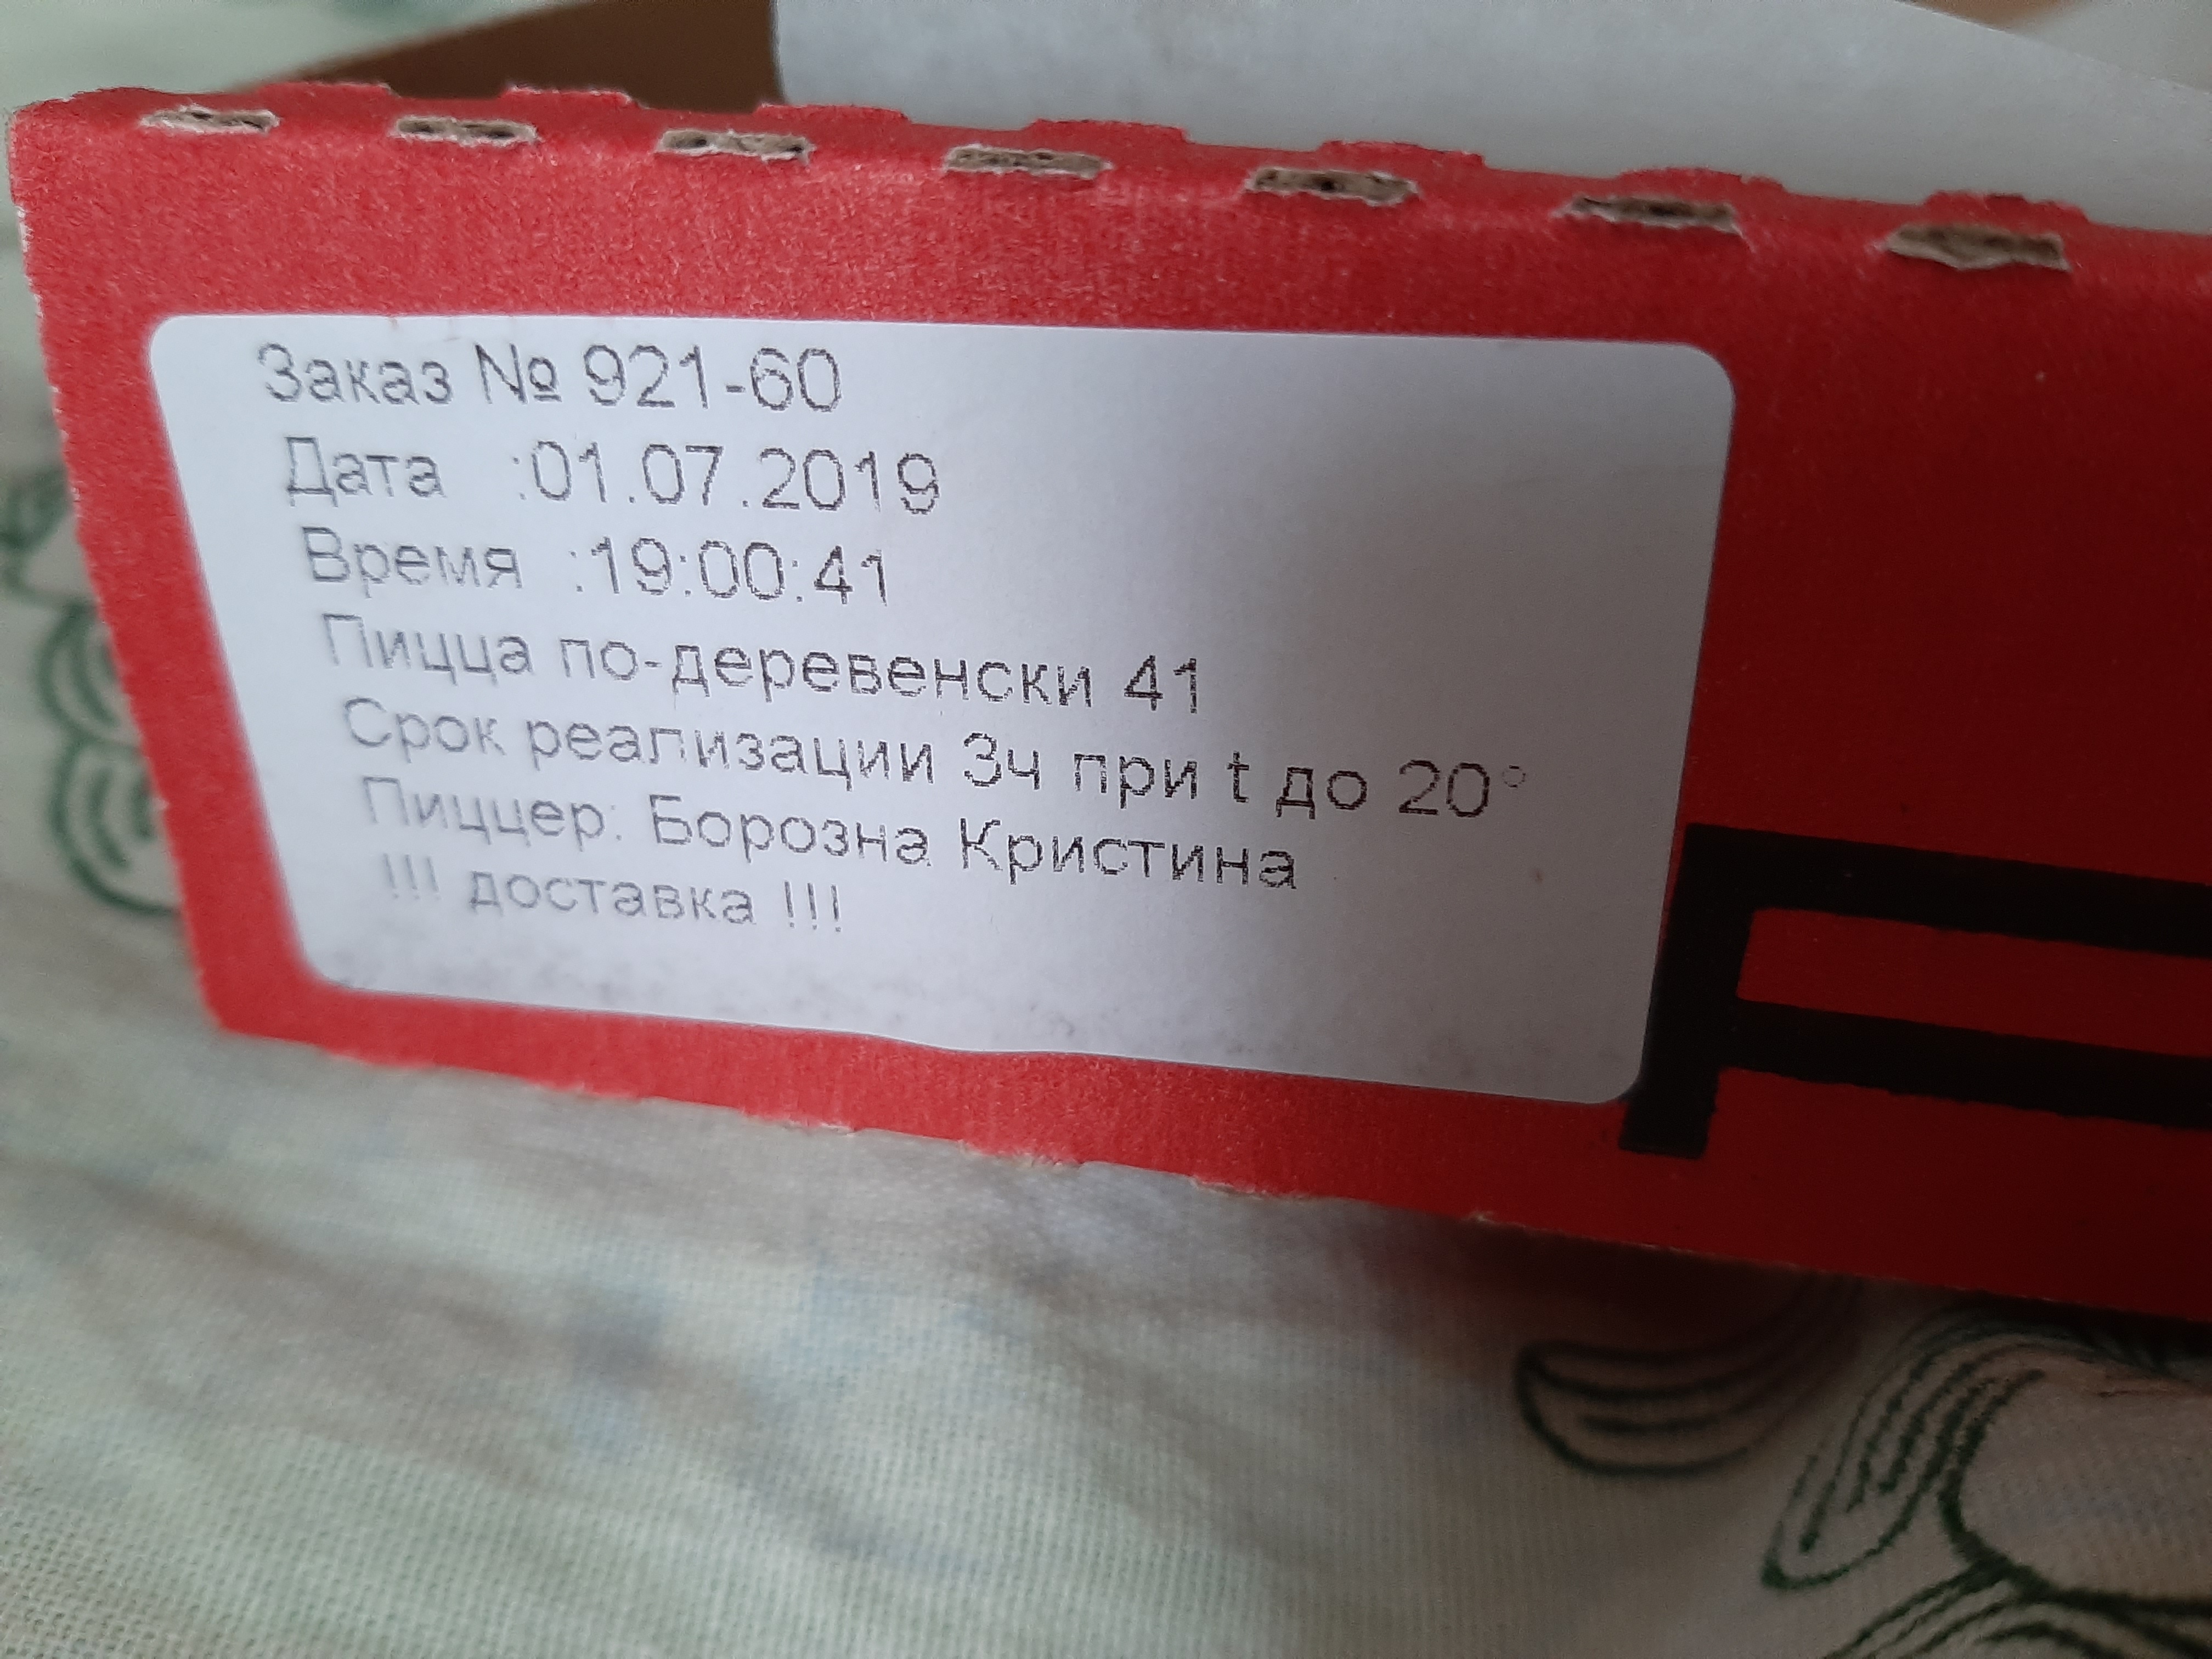 Заказ № 921-60
Дата :01.07.2019
Время :19:00:41
Пицца по-деревенски 41
Срок реализации 3ч при t до 20°
Пиццер: Борозна Кристина
!!! доставка !!!